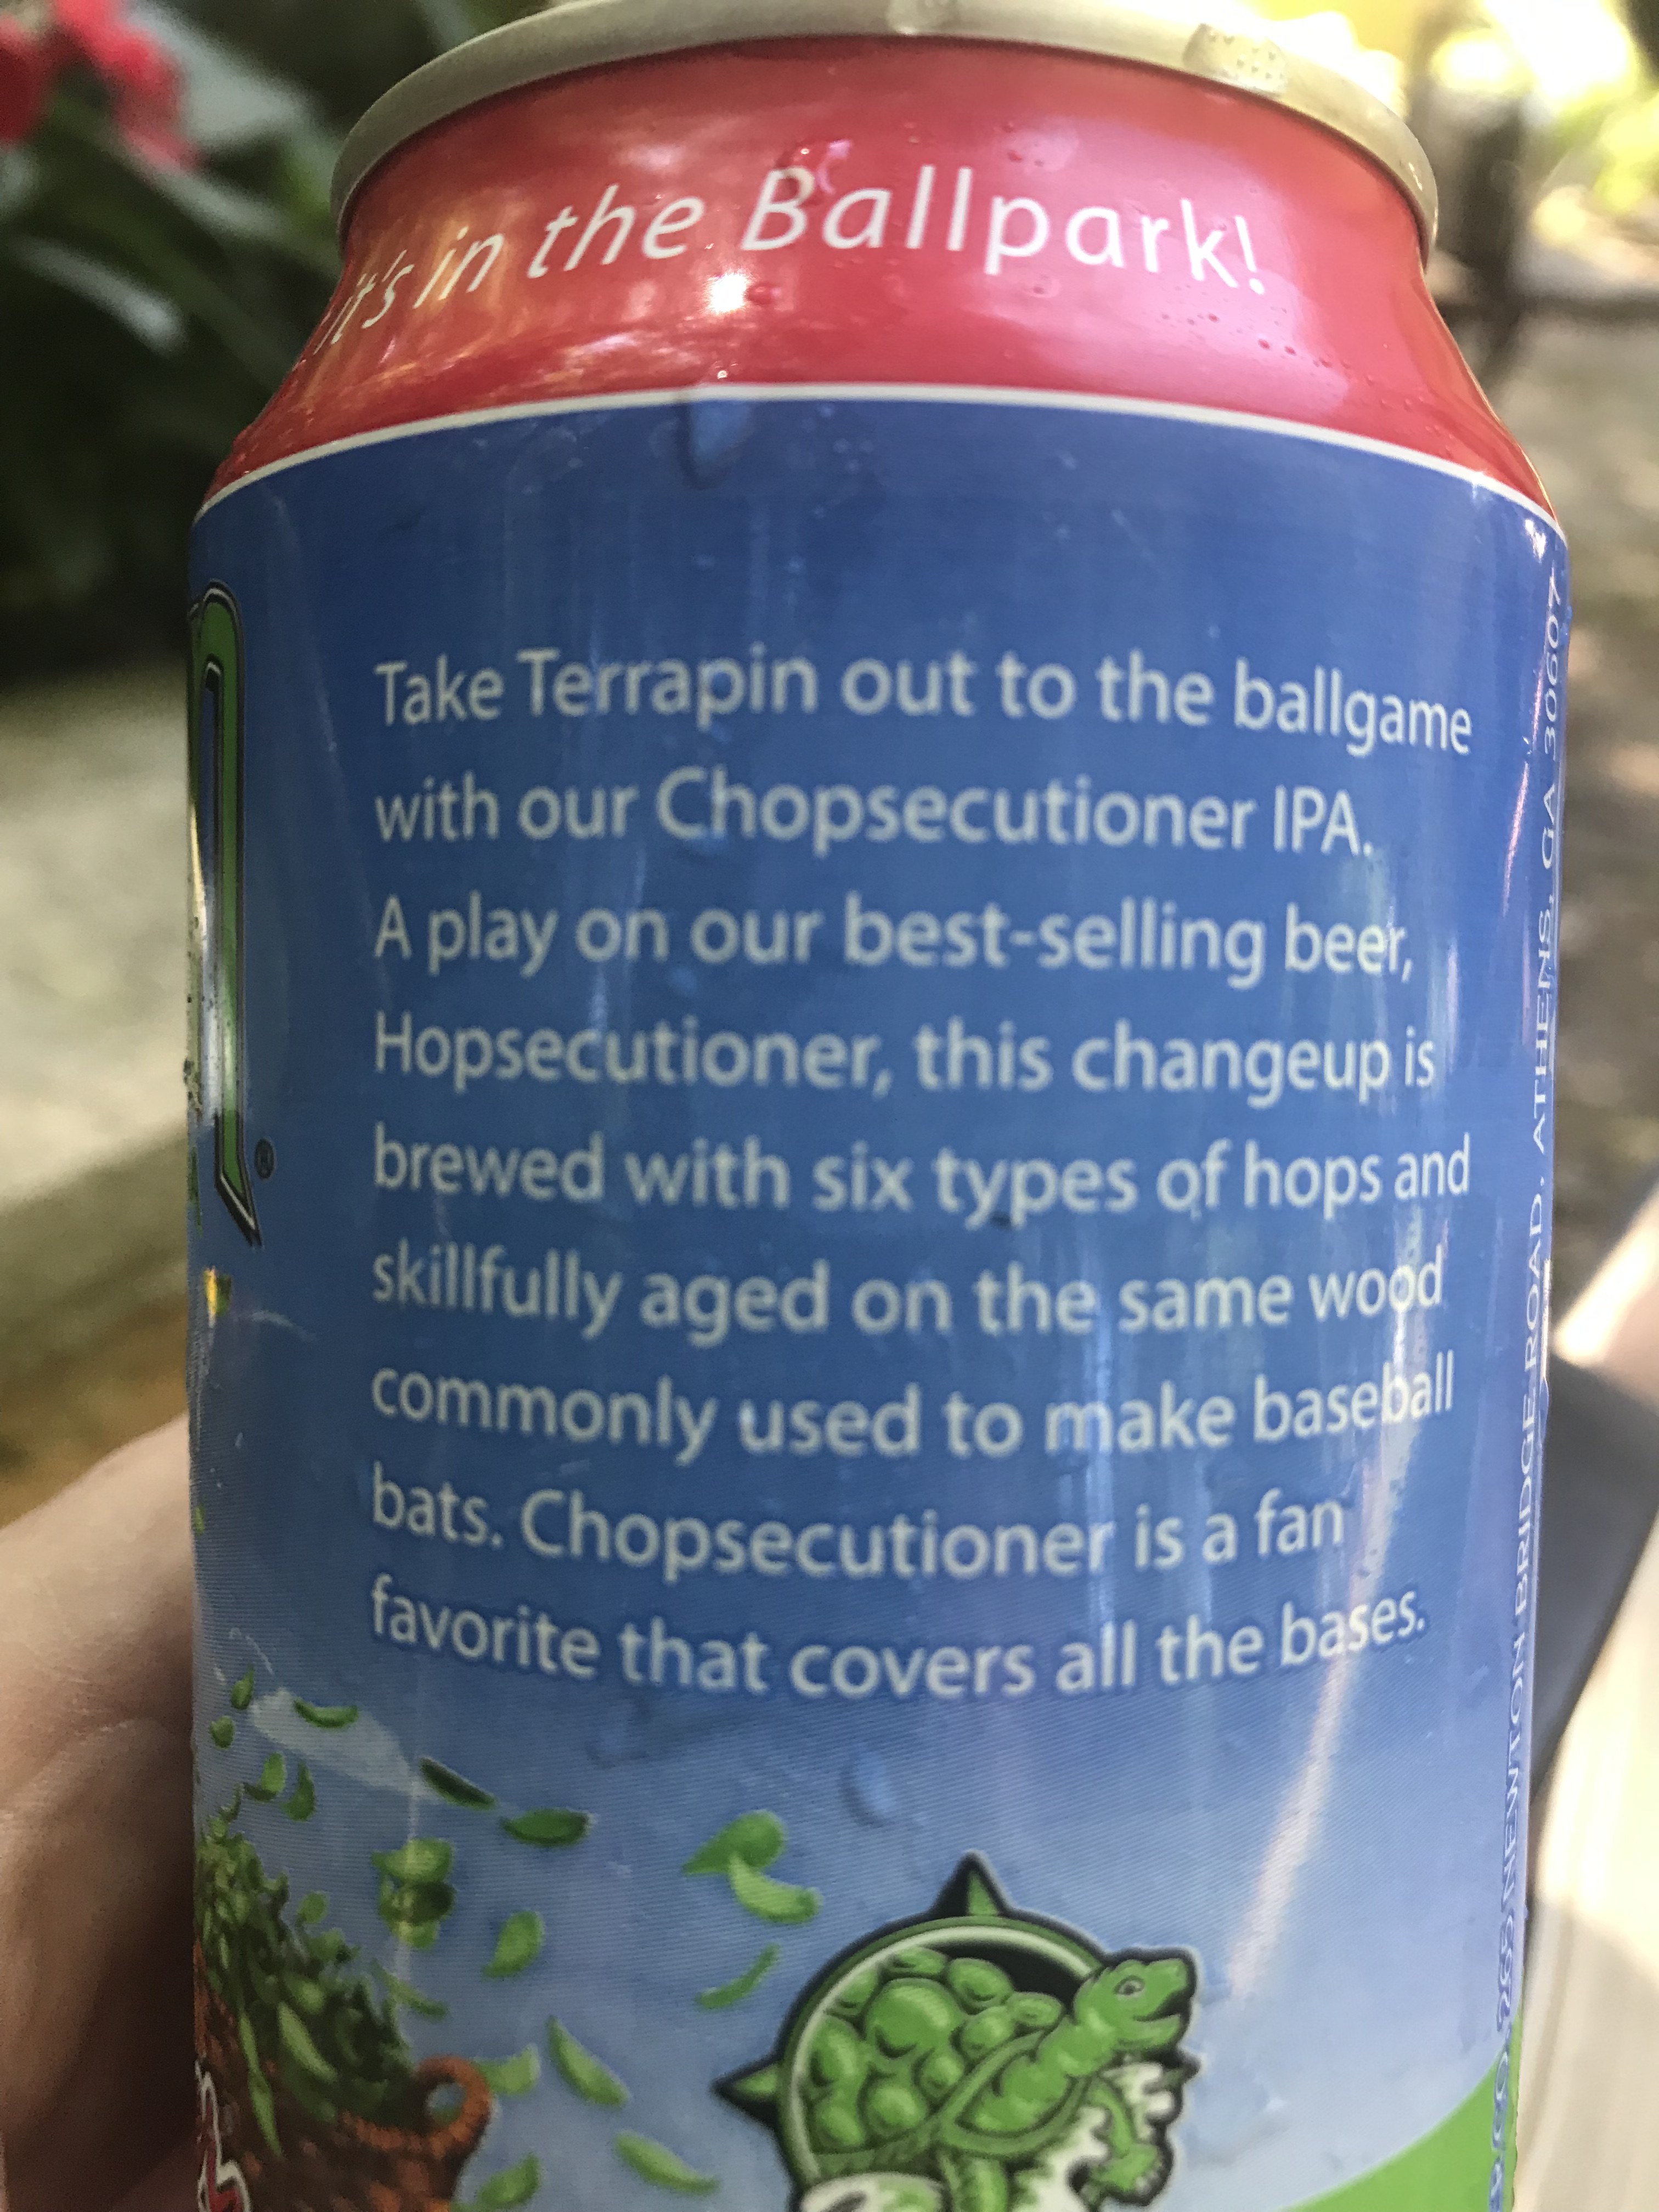 it's in the Ballpark!
Take Terrapin out to the ballgame
with our Chopsecutioner IPA.
A play on our best-selling beer,
Hopsecutioner, this changeup is
brewed with six types of hops and
skillfully aged on the same wood
commonly used to make baseball
bats. Chopsecutioner is a fan
favorite that covers all the bases.
®
265 NEWTON BRIDGE ROAD. ATHENS, GA 30607